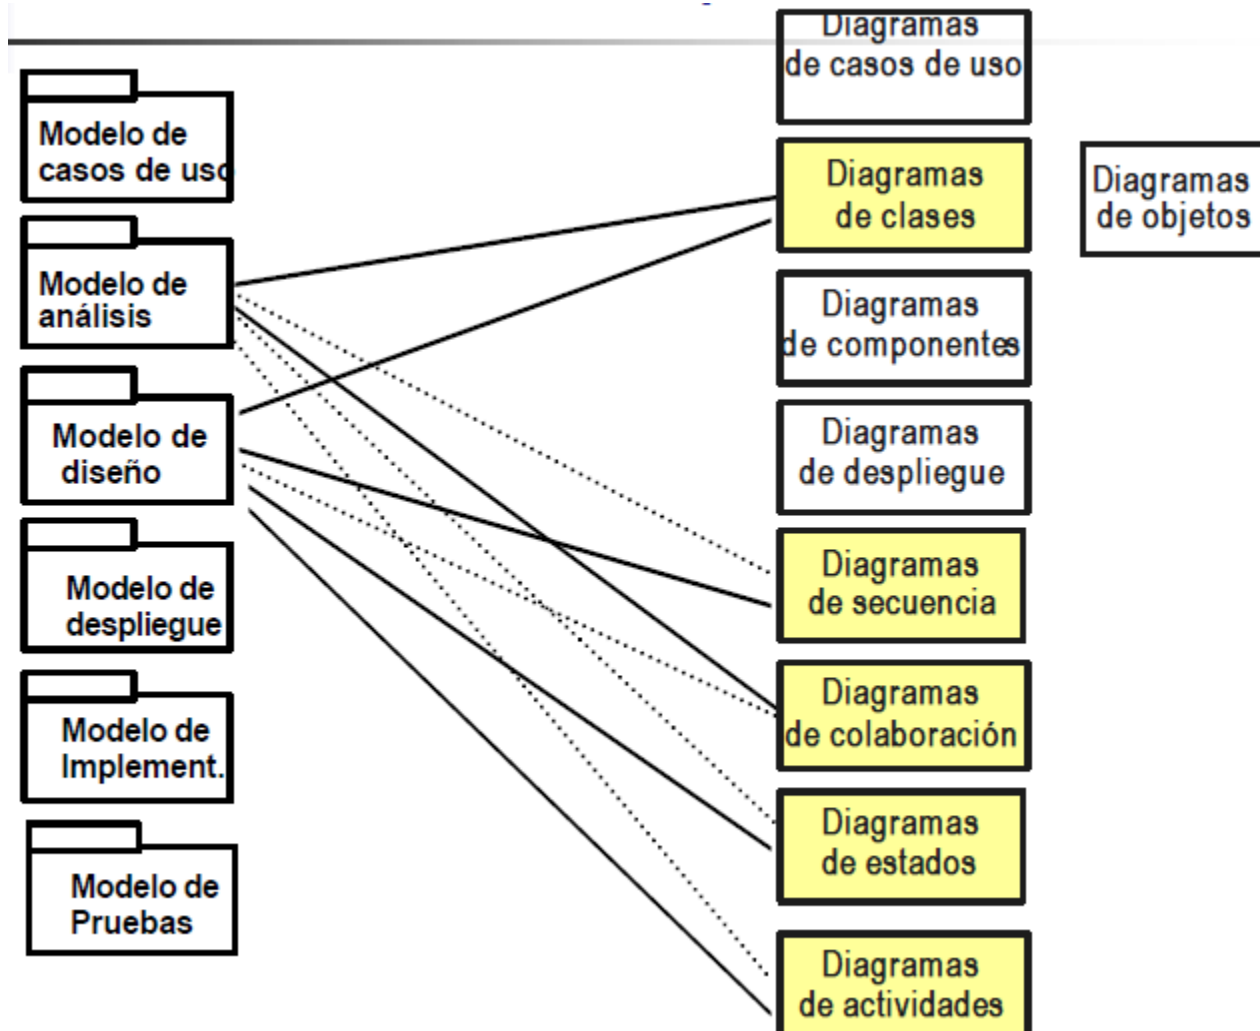 Modelo de
casos de uso
Modelo de
análisis
Modelo de
diseño
Modelo de
despliegue
Modelo de
Implement.
Modelo de
Pruebas
Diagramas
de casos de uso
Diagramas
de clases
Diagramas
de objetos
Diagramas
de componentes
Diagramas
de despliegue
Diagramas
de secuencia
Diagramas
de colaboración
Diagramas
de estados
Diagramas
de actividades